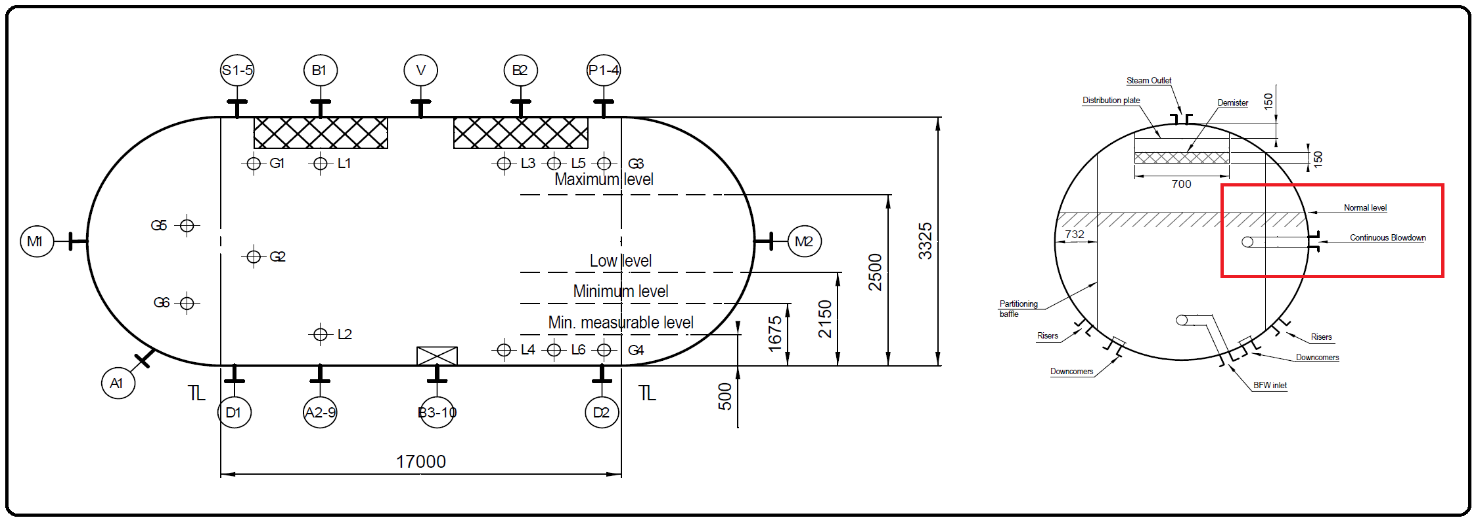 S1-5
B1
V
B2
P1-4
G1
L1
L3
L5
G3
Maximum level
G5
M1
M2
G2
Low level
G6
Minimum level
Min. measurable level
L2
L4
L6
G4
A1
TL
TL
D1
A2-9
B3-10
D2
17000
500
1675
2150
2500
3325
Steam Outlet
Distribution plate
Demister
150
150
700
Normal level
732
Continuous Blowdown
Partitioning
baffle
Risers
Risers
Downcomers
Downcomers
BFW inlet